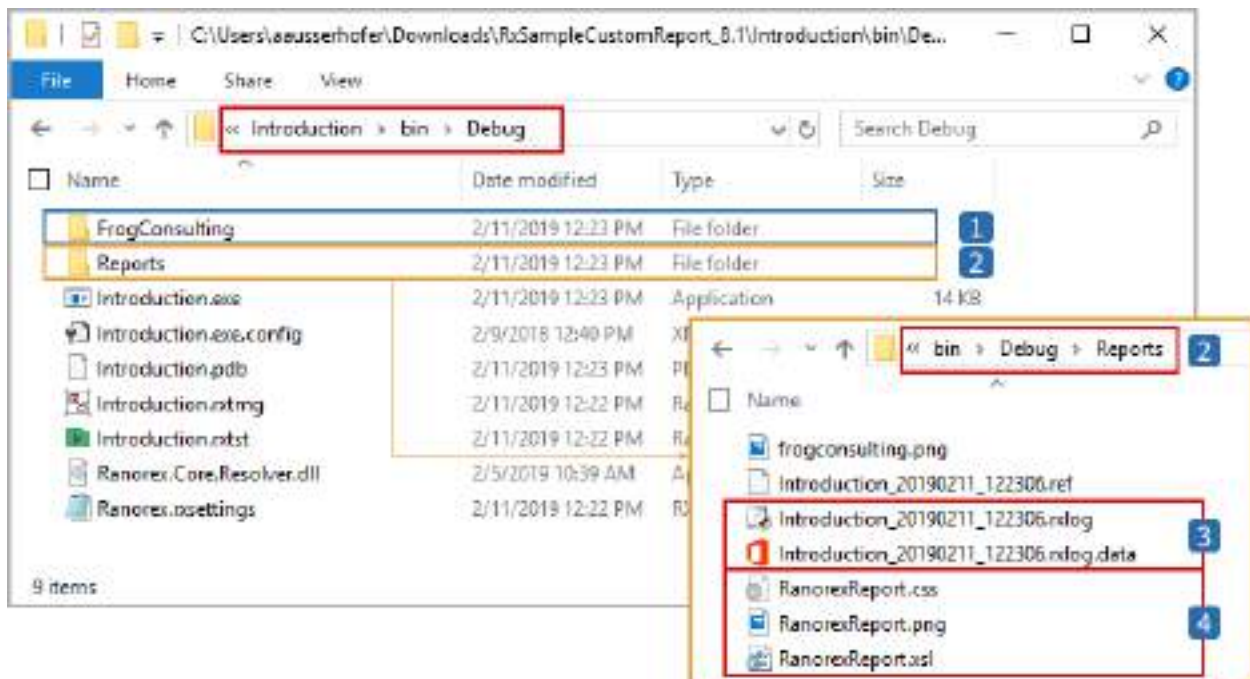 C:\Users\aausserhofer\Downloads\RxSampleCustomReport_8.1\Introduction\bin\De...
File Home Share View
« Introduction › bin › Debug Search Debug
Name Date modified Type Size
FrogConsulting 2/11/2019 12:23 PM File folder 1
Reports 2/11/2019 12:23 PM File folder 2
Introduction.exe 2/11/2019 12:23 PM Application 14 KB
Introduction.exe.config 2/9/2018 12:40 PM
Introduction.pdb 2/11/2019 12:23 PM
Introduction.rxtmg 2/11/2019 12:22 PM
Introduction.rxtst 2/11/2019 12:22 PM
Ranorex.Core.Resolver.dll 2/5/2019 10:39 AM
Ranorex.rxsettings 2/11/2019 12:22 PM
9 items
« bin › Debug › Reports 2
Name
frogconsulting.png
Introduction_20190211_122306.ref
Introduction_20190211_122306.rxlog
3
Introduction_20190211_122306.rxlog.data
RanorexReport.css
RanorexReport.png 4
RanorexReport.xsl